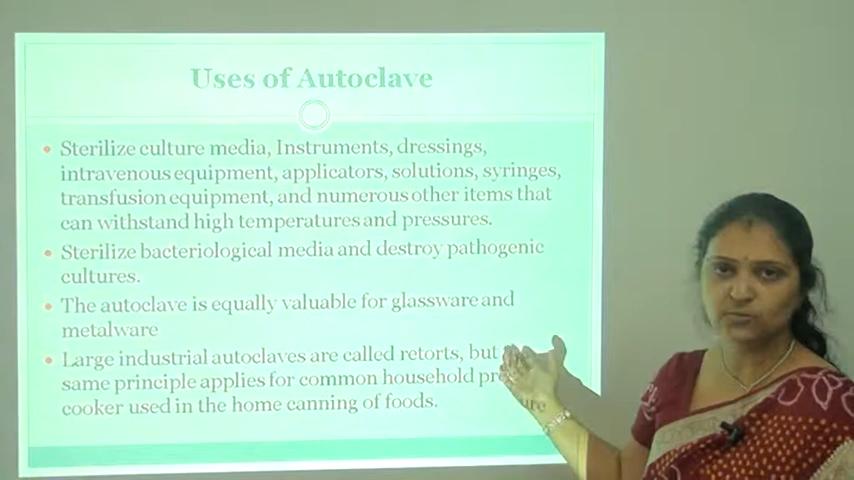 Uses of Autoclave
Sterilize culture media, Instruments, dressings,
intravenous equipment, applicators, solutions, syringes,
transfusion equipment, and numerous other items that
can withstand high temperatures and pressures.
Sterilize bacteriological media and destroy pathogenic
cultures.
The autoclave is equally valuable for glassware and
metalware
Large industrial autoclaves are called retorts, but
same principle applies for common household
cooker used in the home canning of foods.